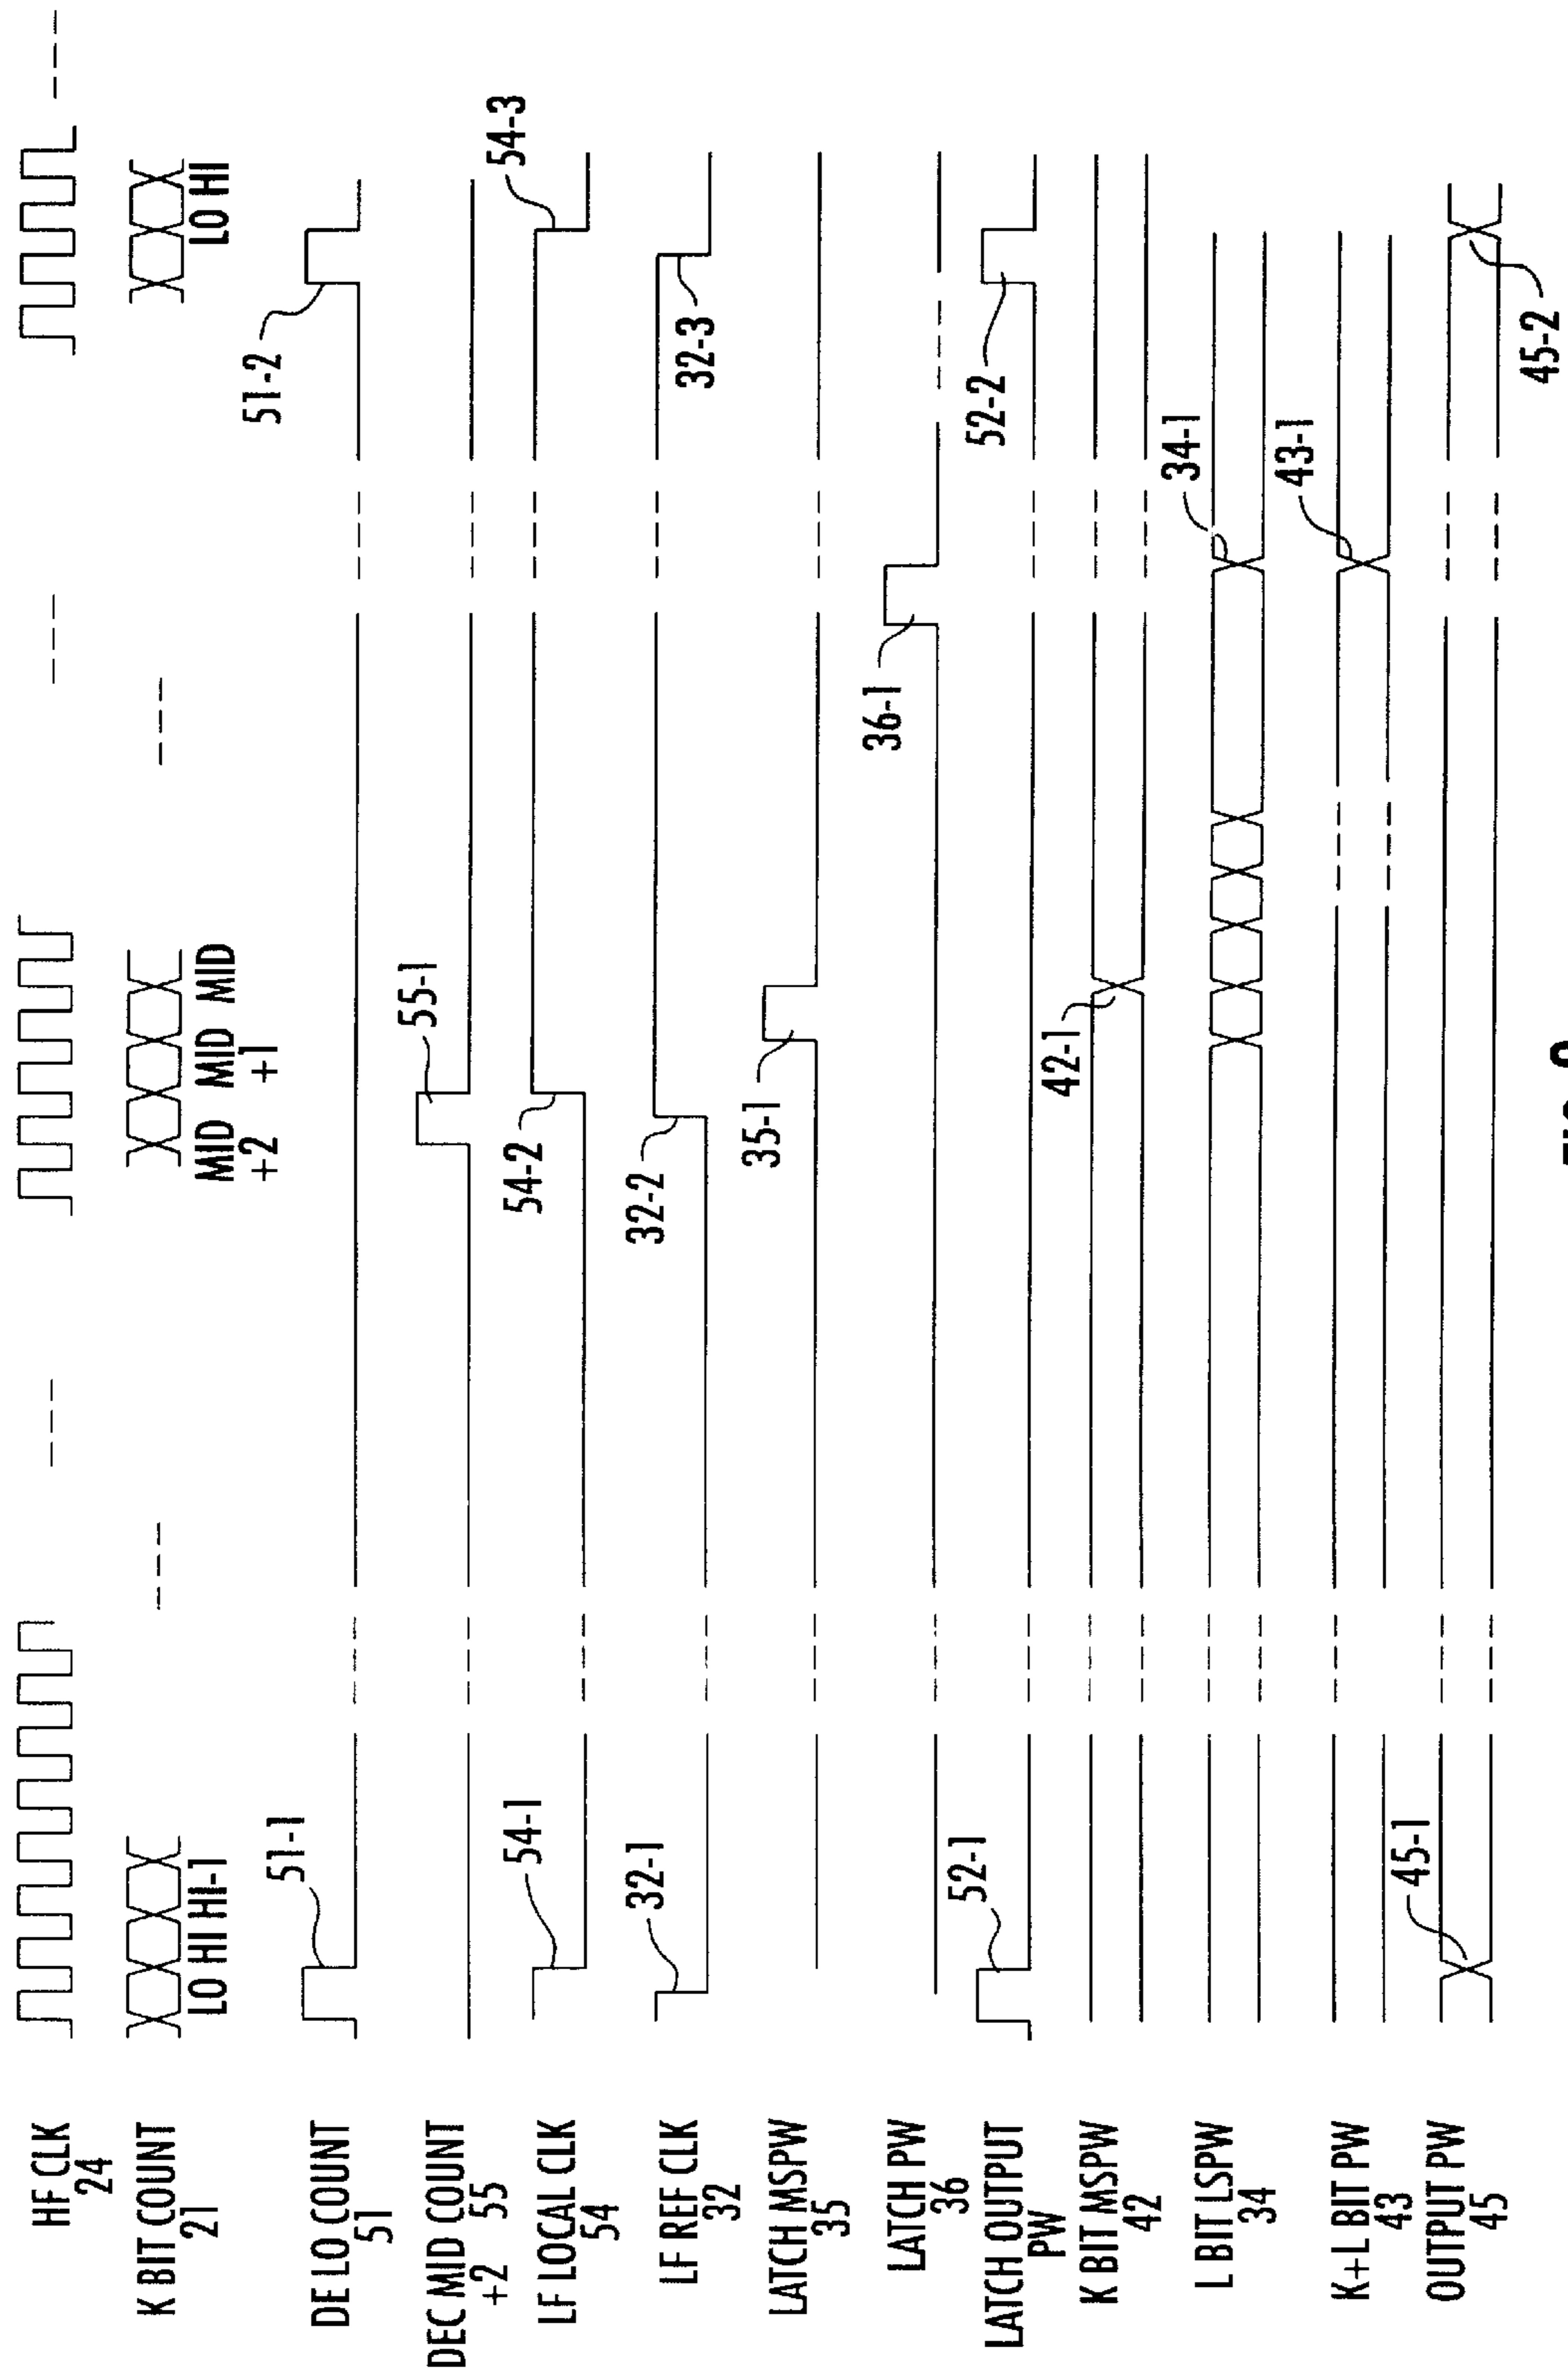 HF CLK
24
K BIT COUNT
21
LO HI HI-1
MID MID MID
+2 +1
LO HI
DE LO COUNT
51
51-1
51-2
DEC MID COUNT
+2 55
55-1
LF LOCAL CLK
54
54-1
54-2
54-3
LF REF CLK
32
32-1
32-2
32-3
LATCH MSPW
35
35-1
LATCH PW
36
36-1
LATCH OUTPUT
PW
52-1
52-2
K BIT MSPW
42
42-1
L BIT LSPW
34
34-1
K+L BIT PW
43
43-1
OUTPUT PW
45
45-1
45-2